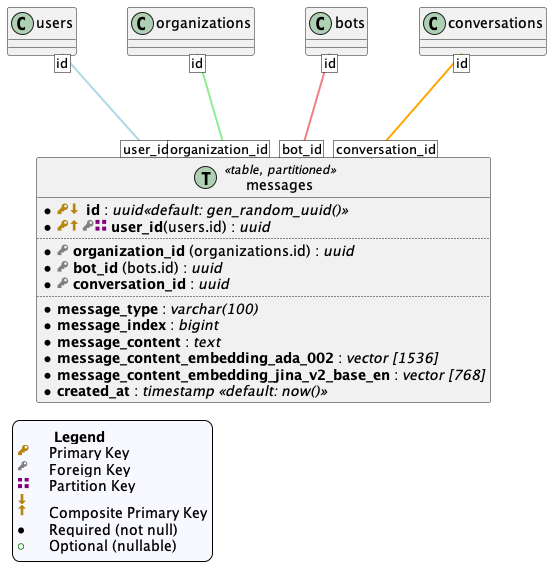 C users
C organizations
C bots
C conversations
id
id
id
id
user_id
organization_id
bot_id
conversation_id
T «table, partitioned»
messages
id : uuid«default: gen_random_uuid()»
user_id(users.id) : uuid
organization_id (organizations.id) : uuid
bot_id (bots.id) : uuid
conversation_id : uuid
message_type : varchar(100)
message_index : bigint
message_content : text
message_content_embedding_ada_002 : vector [1536]
message_content_embedding_jina_v2_base_en : vector [768]
created_at : timestamp «default: now()»
Legend
Primary Key
Foreign Key
Partition Key
Composite Primary Key
Required (not null)
Optional (nullable)